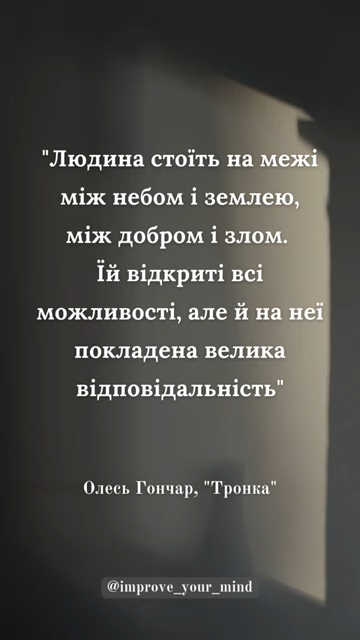 "Людина стоїть на межі
між небом і землею,
між добром і злом.
Їй відкриті всі
можливості, але й на неї
покладена велика
відповідальність"
Олесь Гончар, "Тронка"
@improve_your_mind